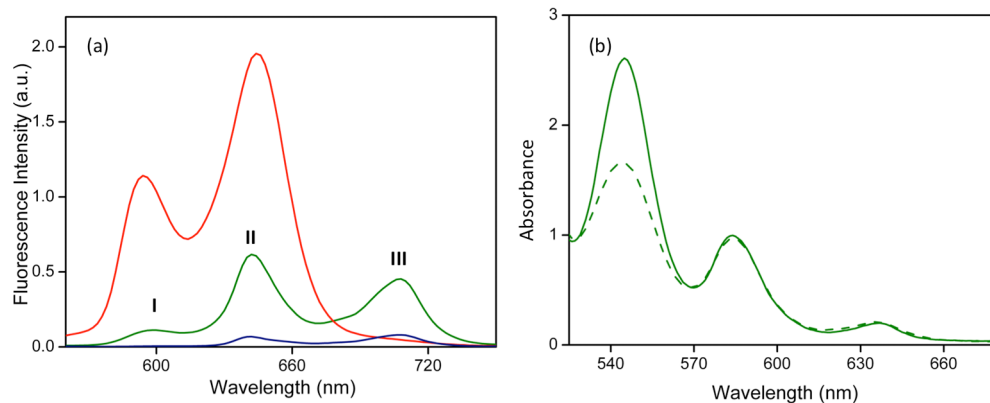 (a)
Fluorescence Intensity (a.u.)
2.0
1.5
1.0
0.5
0.0
I
II
III
600
660
720
Wavelength (nm)
(b)
Absorbance
3
2
1
0
540
570
600
630
660
Wavelength (nm)